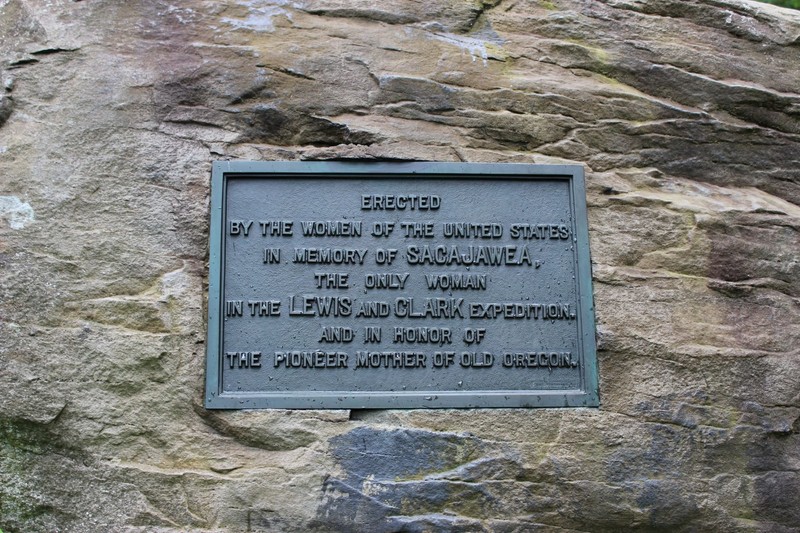 ERECTED
BY THE WOMEN OF THE UNITED STATES
IN MEMORY OF SACAJAWEA,
THE ONLY WOMAN
IN THE LEWIS AND CLARK EXPEDITION,
AND IN HONOR OF
THE PIONEER MOTHER OF OLD OREGON.